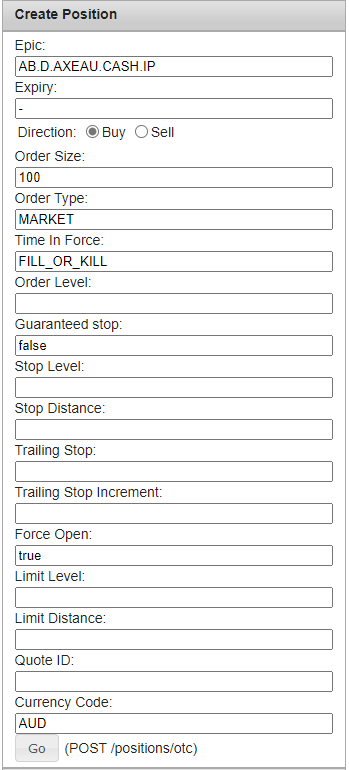 Create Position
Epic:
AB.D.AXEAU.CASH.IP
Expiry:
-
Direction: Buy Sell
Order Size:
100
Order Type:
MARKET
Time In Force:
FILL_OR_KILL
Order Level:
Guaranteed stop:
false
Stop Level:
Stop Distance:
Trailing Stop:
Trailing Stop Increment:
Force Open:
true
Limit Level:
Limit Distance:
Quote ID:
Currency Code:
AUD
Go (POST /positions/otc)